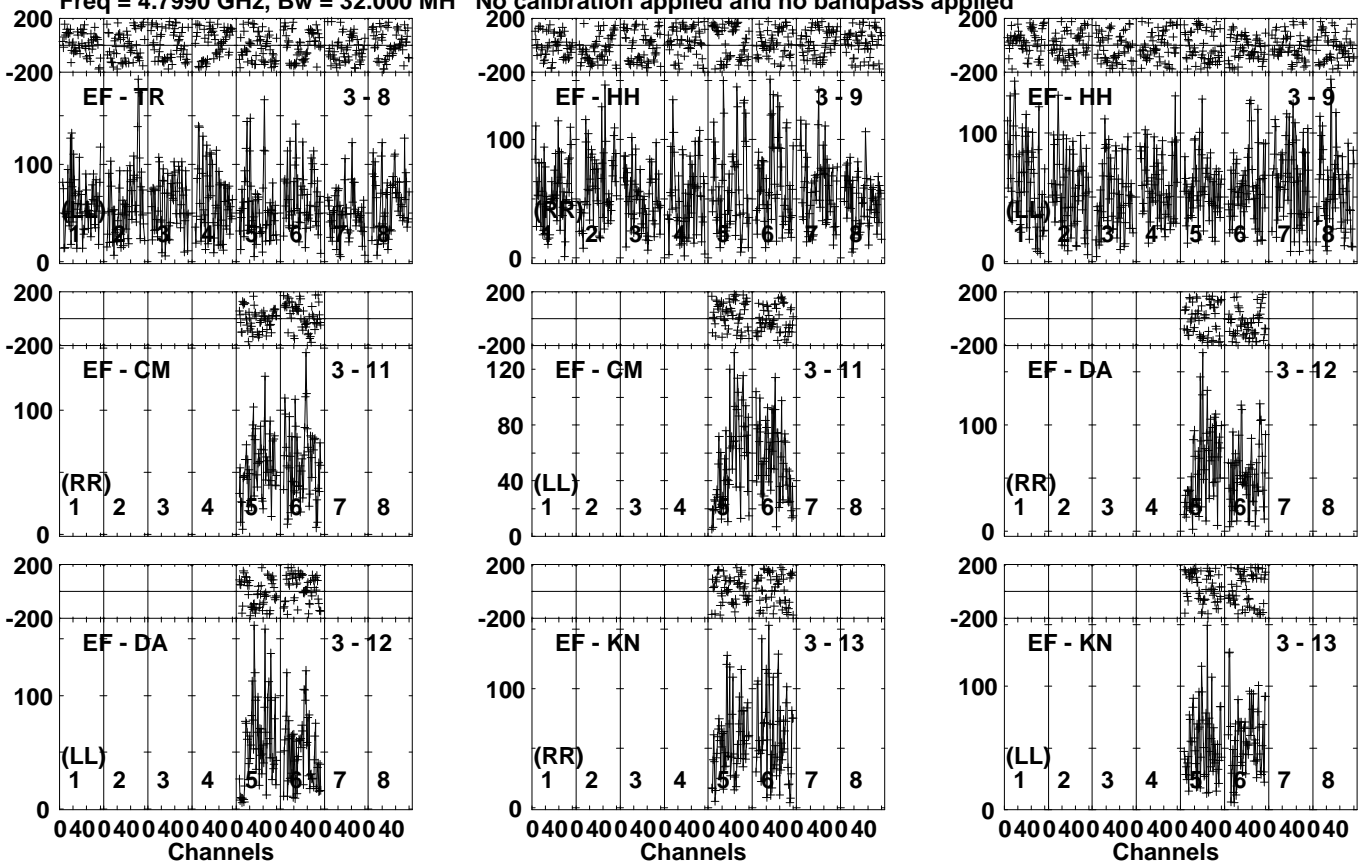 Freq = 4.7990 GHz, Bw = 32.000 MH No calibration applied and no bandpass applied
200 200 200
-200 -200 -200
EF - TR 3 - 8 EF - HH 3 - 9 EF - HH 3 - 9
100 100 100
(LL) (RR) (LL)
1 2 3 4 5 6 7 8 1 2 3 4 5 6 7 8 1 2 3 4 5 6 7 8
0 0 0
200 200 200
-200 -200 -200
EF - CM 3 - 11 EF - CM 3 - 11 EF - DA 3 - 12
100 120 100
80
(RR) 40 (LL) (RR)
1 2 3 4 5 6 7 8 1 2 3 4 5 6 7 8 1 2 3 4 5 6 7 8
0 0 0
200 200 200
-200 -200 -200
EF - DA 3 - 12 EF - KN 3 - 13 EF - KN 3 - 13
100 100 100
(LL) (RR) (LL)
1 2 3 4 5 6 7 8 1 2 3 4 5 6 7 8 1 2 3 4 5 6 7 8
0 0 0
0 40 0 40 0 40 0 40 0 40 0 40 0 40 0 40 0 40 0 40 0 40 0 40 0 40 0 40 0 40 0 40 0 40 0 40 0 40 0 40 0 40 0 40 0 40 0 40
Channels Channels Channels